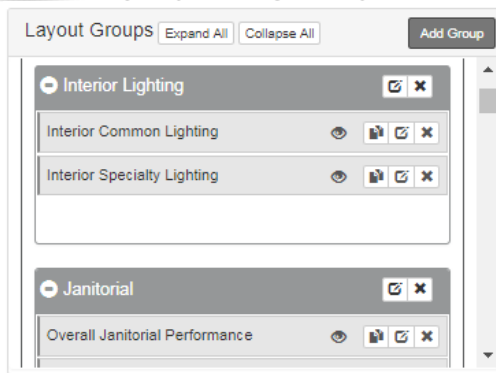 Layout Groups Expand All Collapse All Add Group
Interior Lighting
Interior Common Lighting
Interior Specialty Lighting
Janitorial
Overall Janitorial Performance